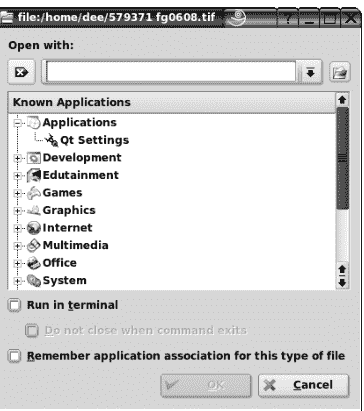 file:/home/dee/579371 fg0608.tif
Open with:
Known Applications
Applications
Qt Settings
Development
Edutainment
Games
Graphics
Internet
Multimedia
Office
System
Run in terminal
Do not close when command exits
Remember application association for this type of file
OK Cancel